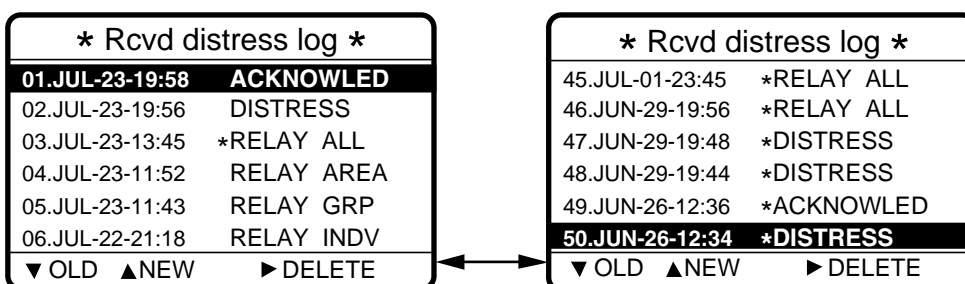 * Rcvd distress log *
01.JUL-23-19:58 ACKNOWLED
02.JUL-23-19:56 DISTRESS
03.JUL-23-13:45 *RELAY ALL
04.JUL-23-11:52 RELAY AREA
05.JUL-23-11:43 RELAY GRP
06.JUL-22-21:18 RELAY INDV
▼ OLD ▲NEW ► DELETE
* Rcvd distress log *
45.JUL-01-23:45 *RELAY ALL
46.JUN-29-19:56 *RELAY ALL
47.JUN-29-19:48 *DISTRESS
48.JUN-29-19:44 *DISTRESS
49.JUN-26-12:36 *ACKNOWLED
50.JUN-26-12:34 *DISTRESS
▼ OLD ▲NEW ► DELETE